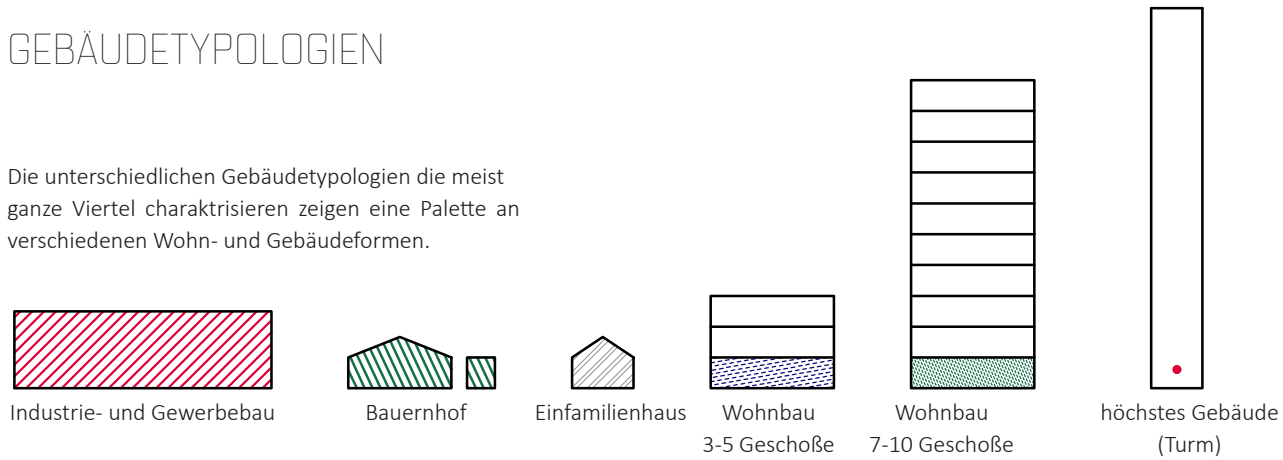 GEBÄUDETYPOLOGIEN
Die unterschiedlichen Gebäudetypologien die meist
ganze Viertel charaktrisieren zeigen eine Palette an
verschiedenen Wohn- und Gebäudeformen.
Industrie- und Gewerbebau
Bauernhof
Einfamilienhaus
Wohnbau
3-5 Geschoße
Wohnbau
7-10 Geschoße
höchstes Gebäude
(Turm)